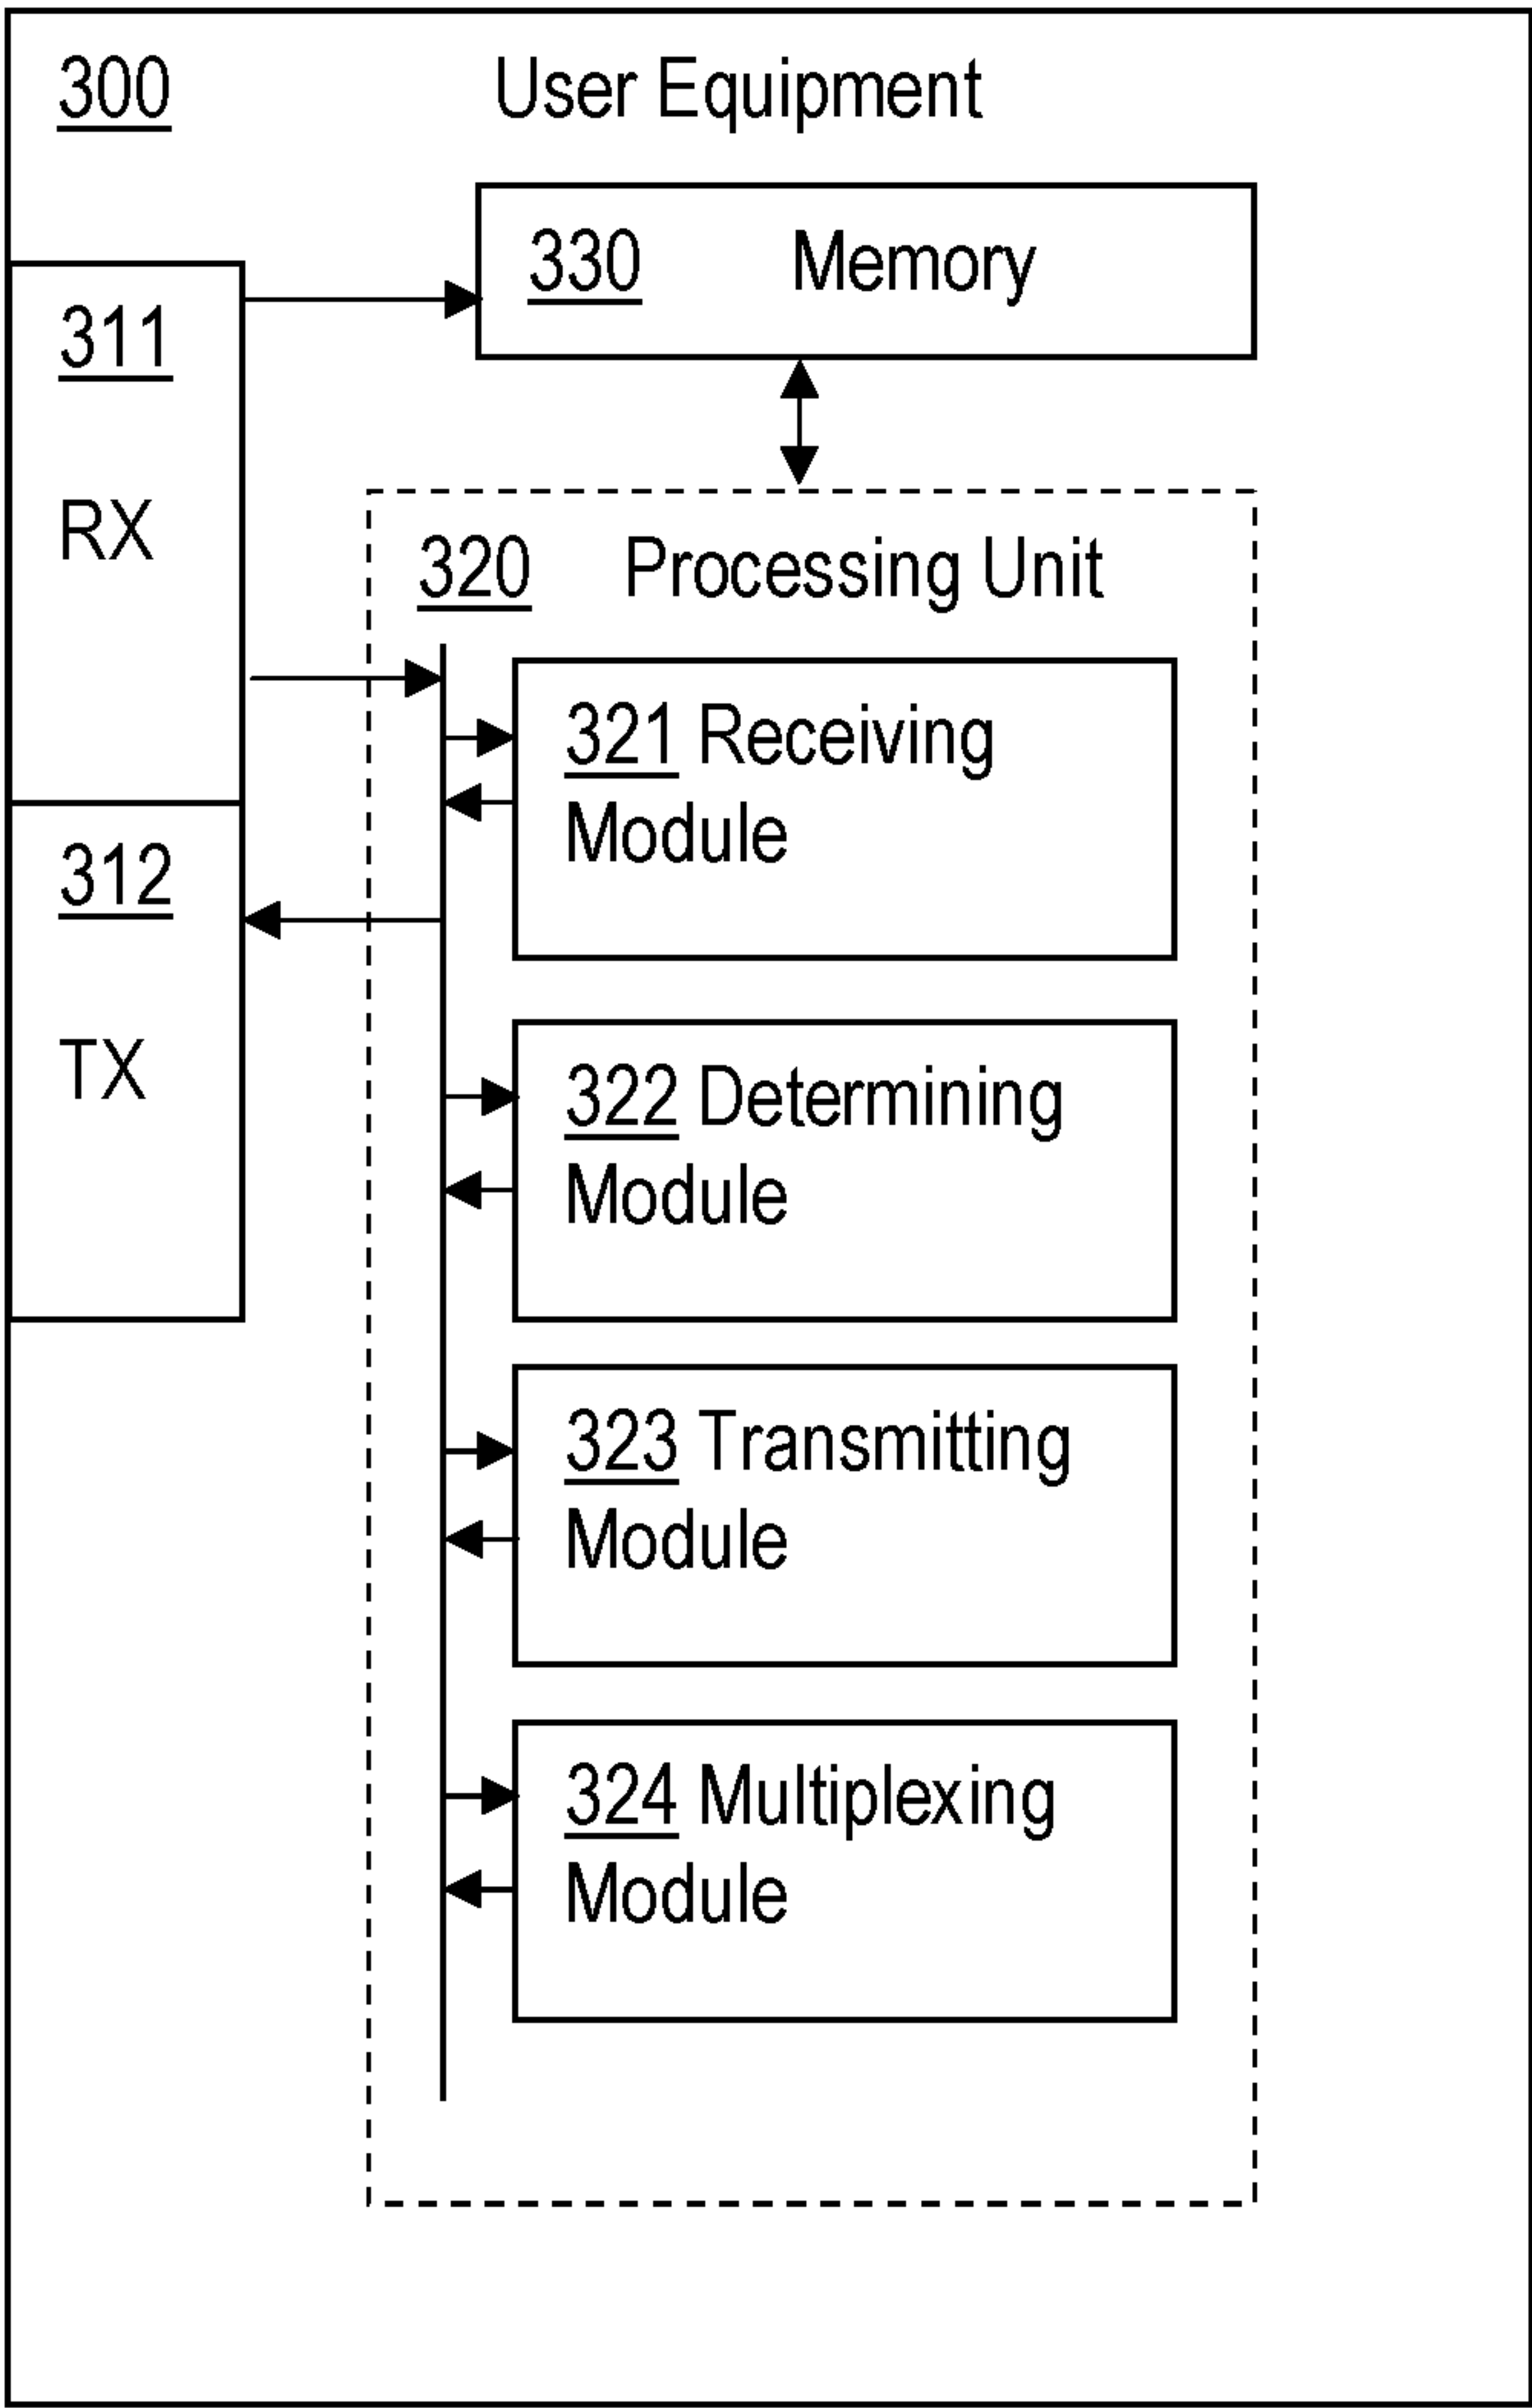 300 User Equipment
330 Memory
311
RX
320 Processing Unit
321 Receiving
Module
312
TX
322 Determining
Module
323 Transmitting
Module
324 Multiplexing
Module